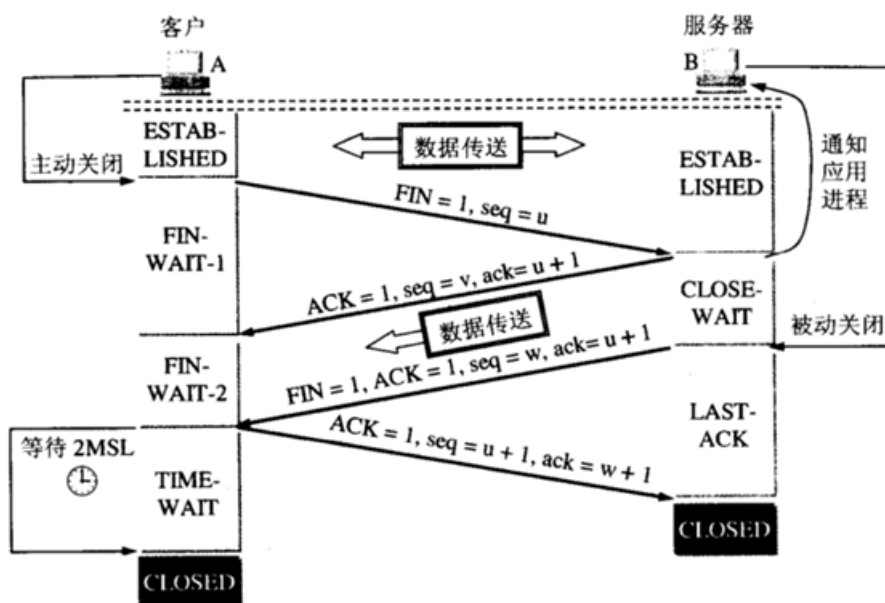 客户
服务器
A
B
ESTAB-
LISHED
数据传送
ESTAB-
LISHED
通知
应用
进程
主动关闭
FIN = 1, seq = u
FIN-
WAIT-1
ACK = 1, seq = v, ack= u + 1
CLOSE-
WAIT
数据传送
被动关闭
FIN-
WAIT-2
FIN = 1, ACK = 1, seq = w, ack= u + 1
LAST-
ACK
ACK = 1, seq = u + 1, ack = w + 1
等待 2MSL
TIME-
WAIT
CLOSED
CLOSED